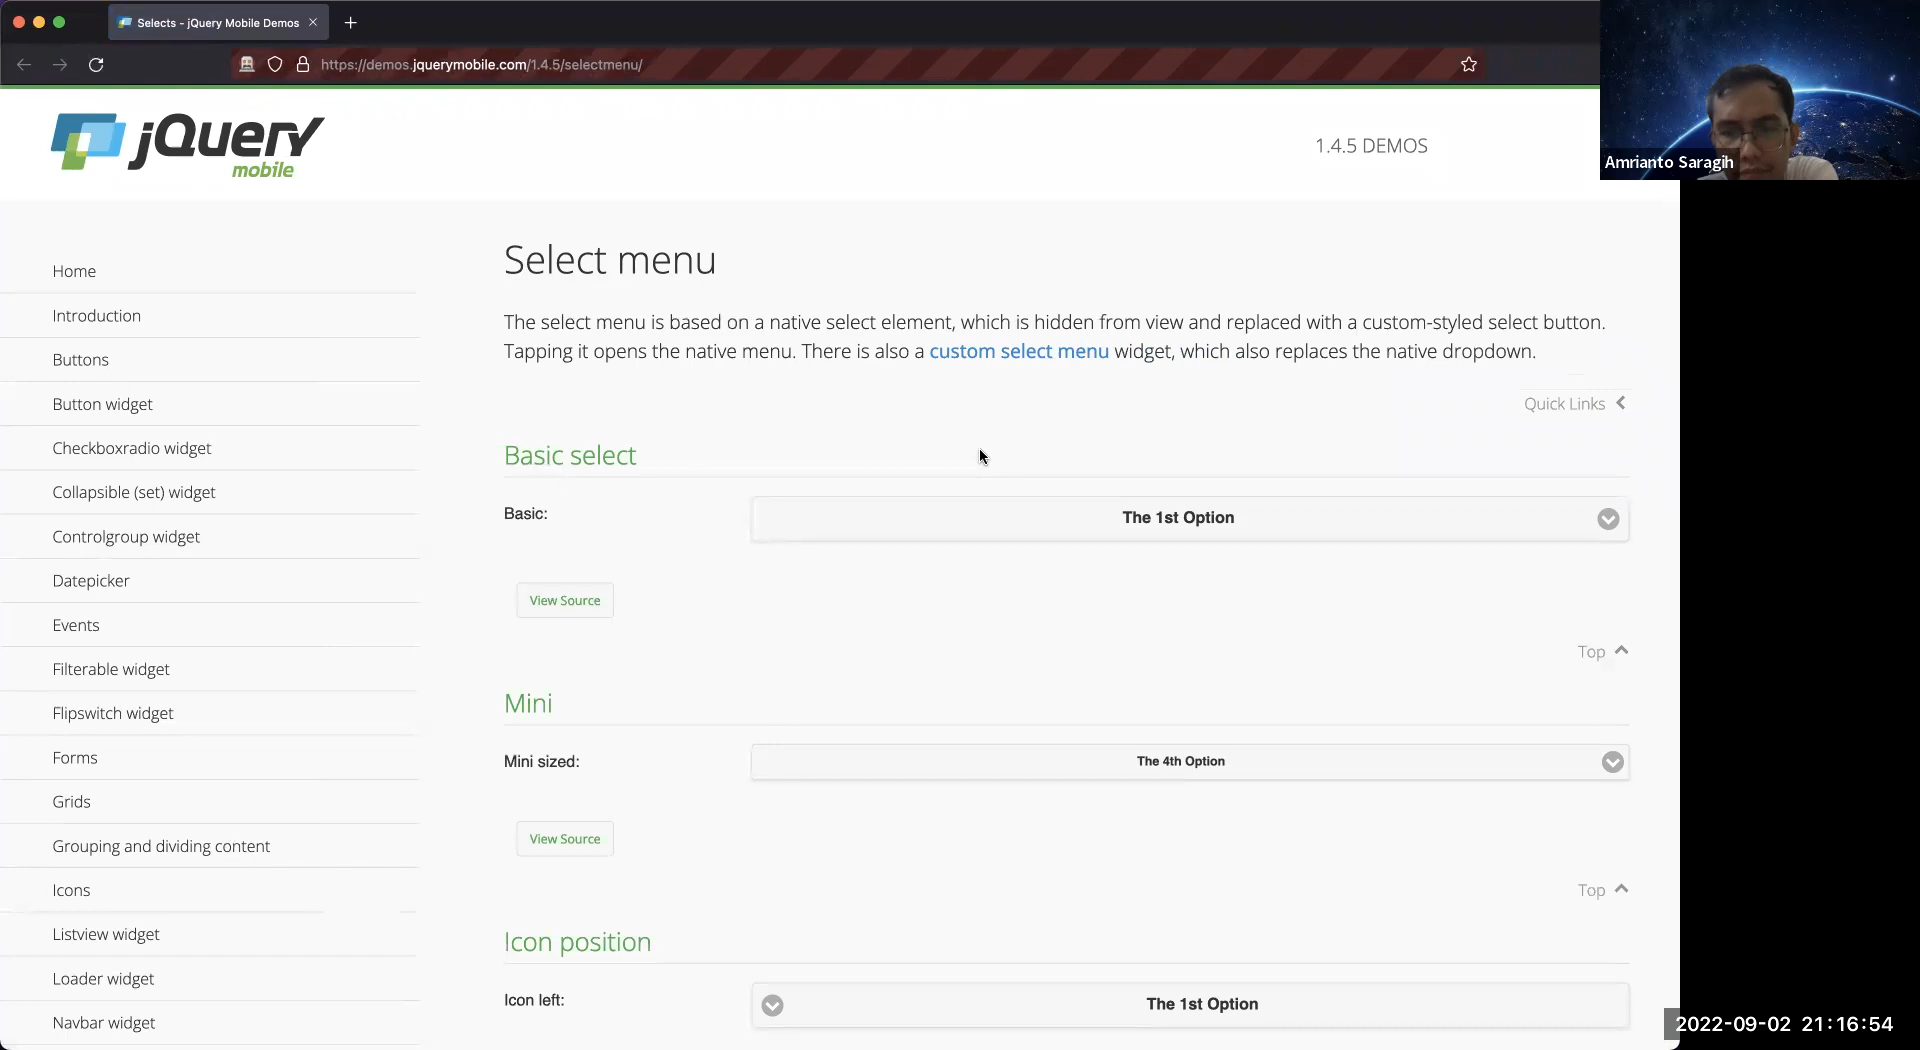 Selects - jQuery Mobile Demos
https://demos.jquerymobile.com/1.4.5/selectmenu/
jQuery
mobile
1.4.5 DEMOS
Amrianto Saragih
Home
Introduction
Buttons
Button widget
Checkboxradio widget
Collapsible (set) widget
Controlgroup widget
Datepicker
Events
Filterable widget
Flipswitch widget
Forms
Grids
Grouping and dividing content
Icons
Listview widget
Loader widget
Navbar widget
Select menu
The select menu is based on a native select element, which is hidden from view and replaced with a custom-styled select button.
Tapping it opens the native menu. There is also a custom select menu widget, which also replaces the native dropdown.
Quick Links
Basic select
Basic:
The 1st Option
View Source
Top
Mini
Mini sized:
The 4th Option
View Source
Top
Icon position
Icon left:
The 1st Option
2022-09-02 21:16:54